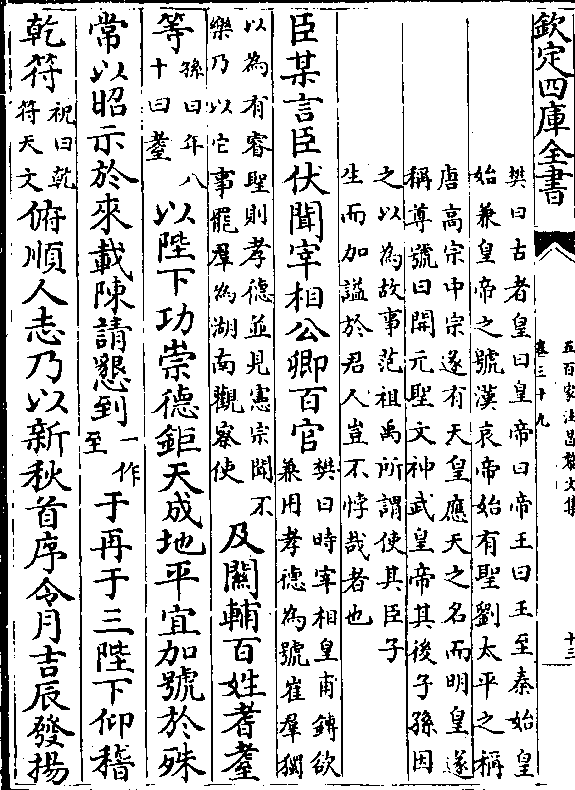 欽定四庫全書
五百家注昌黎文集
卷三十九
十三
樊曰古者皇曰皇帝曰帝王曰王至秦始皇
始兼皇帝之號漢哀帝始有聖劉太平之稱
唐高宗中宗遂有天皇應天之名而明皇遂
稱尊號曰開元聖文神武皇帝其後子孫因
之以為故事范祖禹所謂使其臣子
生而加謚於君人豈不悖哉者也
臣某言臣伏聞宰相公卿百官樊曰時宰相皇甫鏄欲
兼用孝德為號崔羣獨
以為有睿聖則孝德並見憲宗聞不
樂乃以它事罷羣為湖南觀察使及關輔百姓耆耋
等孫曰年八
十曰耋以陛下功崇德鉅天成地平宜加號於殊
常以昭示於來載陳請懇到一作
至于再于三陛下仰稽
乾符祝曰乾
符天文俯順人志乃以新秋首序令月吉辰發揚